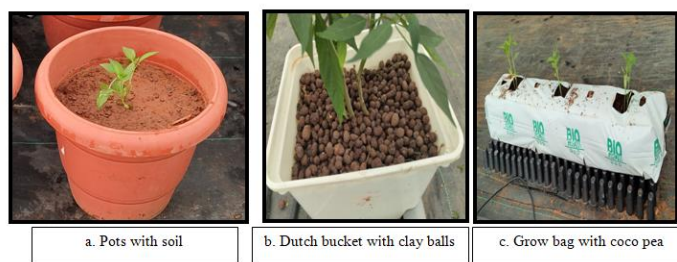 BIO
BIO
BIO
a. Pots with soil
b. Dutch bucket with clay balls
c. Grow bag with coco pea